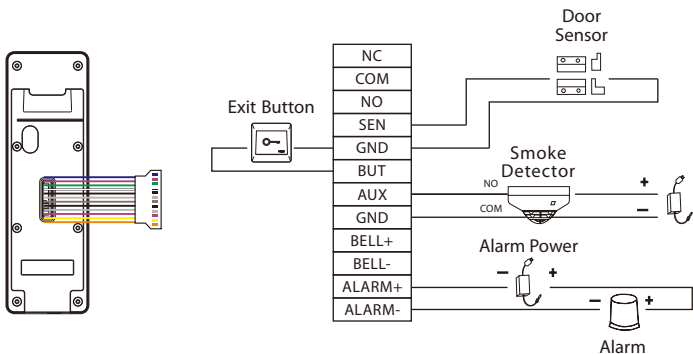 Door
Sensor
NC
COM
NO
SEN
GND
BUT
AUX
GND
BELL+
BELL-
ALARM+
ALARM-
Exit Button
Smoke
Detector
NO
COM
+
−
Alarm Power
− +
− +
Alarm